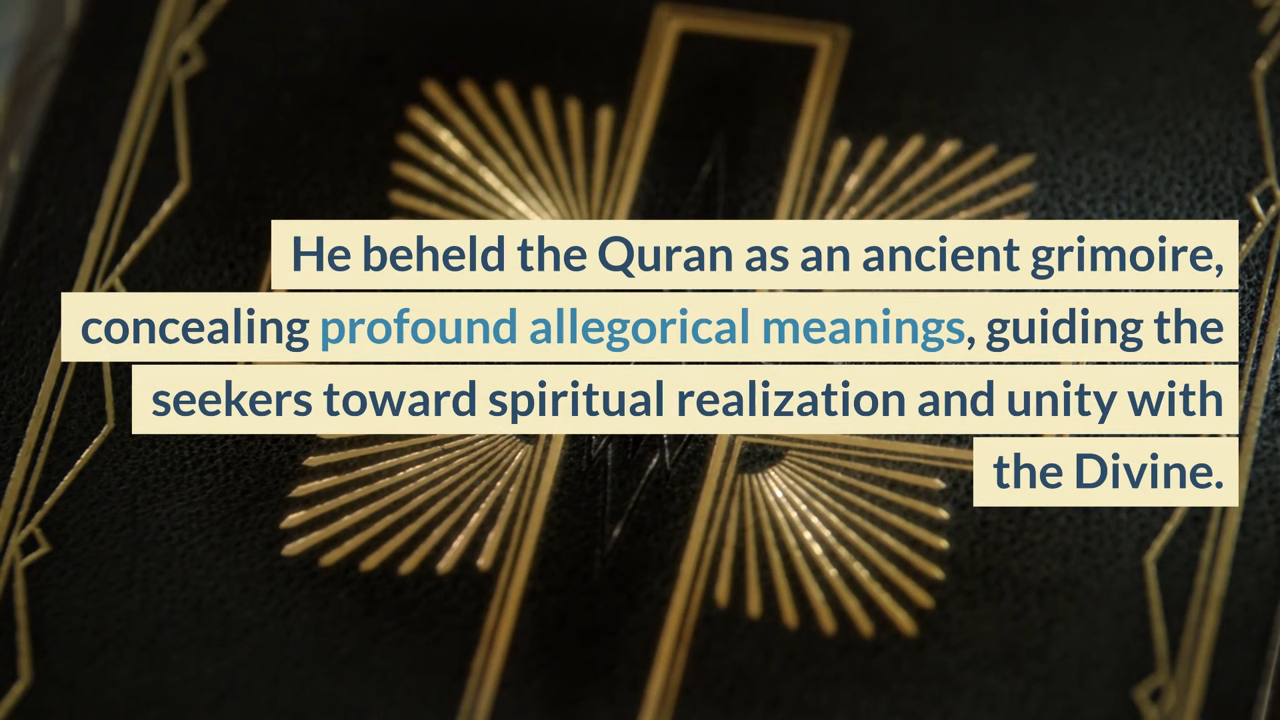 He beheld the Quran as an ancient grimoire,
concealing profound allegorical meanings, guiding the
seekers toward spiritual realization and unity with
the Divine.